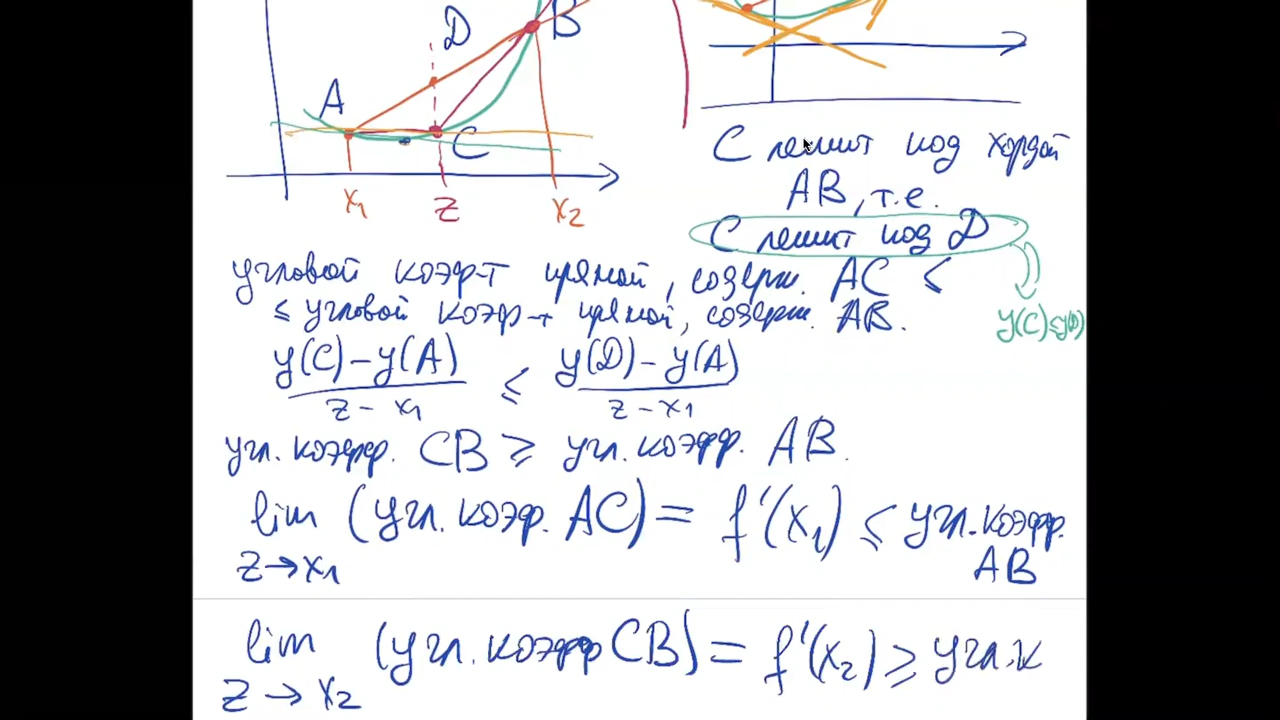 D
B
A
C
x₁ z x₂
С лежит под хордой
АВ, т.е.
С лежит под D
угловой коэф-т прямой, содерж. AC ≤
≤ угловой коэф-т прямой, содерж. AB.
y(C) ≤ y(D)
y(C) - y(A) / z - x₁ ≤ y(D) - y(A) / z - x₁
угл. коэфф. CB ≥ угл. коэфф. AB.
lim (угл. коэф. AC) = f'(x₁) ≤ угл. коэфф.
z → x₁ AB
lim (угл. коэфф CB) = f'(x₂) ≥ угл. к
z → x₂